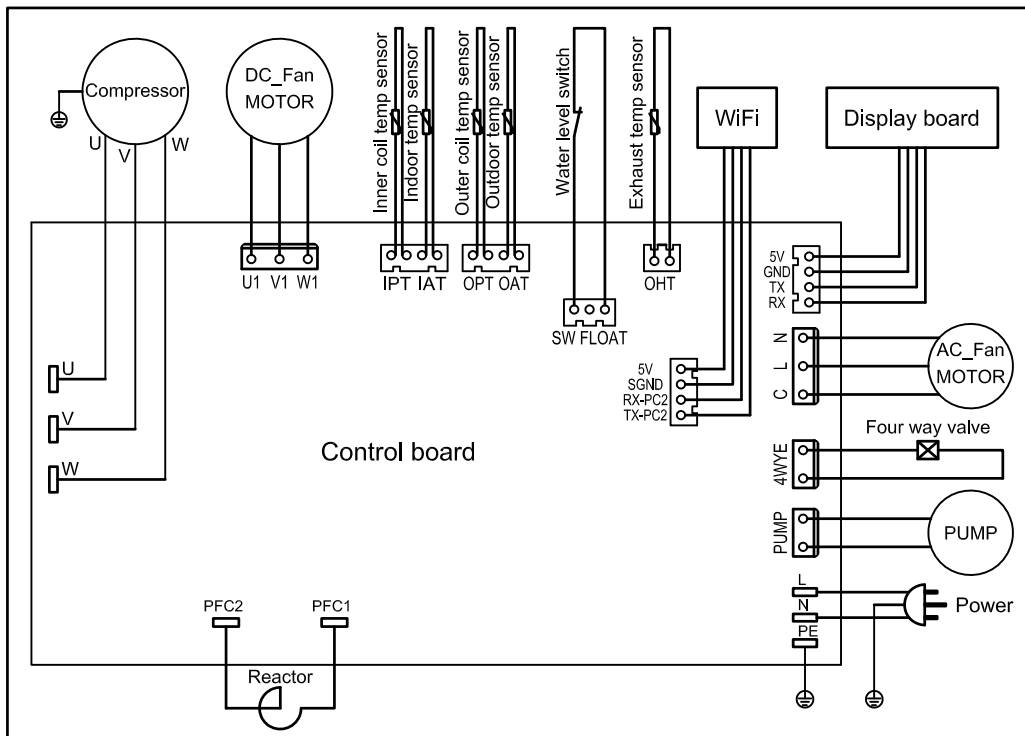 Compressor
U
V
W
DC_Fan
MOTOR
Inner coil temp sensor
Indoor temp sensor
Outer coil temp sensor
Outdoor temp sensor
Water level switch
Exhaust temp sensor
WiFi
Display board
U1 V1 W1
IPT IAT
OPT OAT
SW FLOAT
OHT
5V
GND
TX
RX
5V
SGND
RX-PC2
TX-PC2
N
L
C
AC_Fan
MOTOR
U
V
W
Control board
Four way valve
4WYE
PUMP
PUMP
L
N
PE
Power
PFC2
PFC1
Reactor